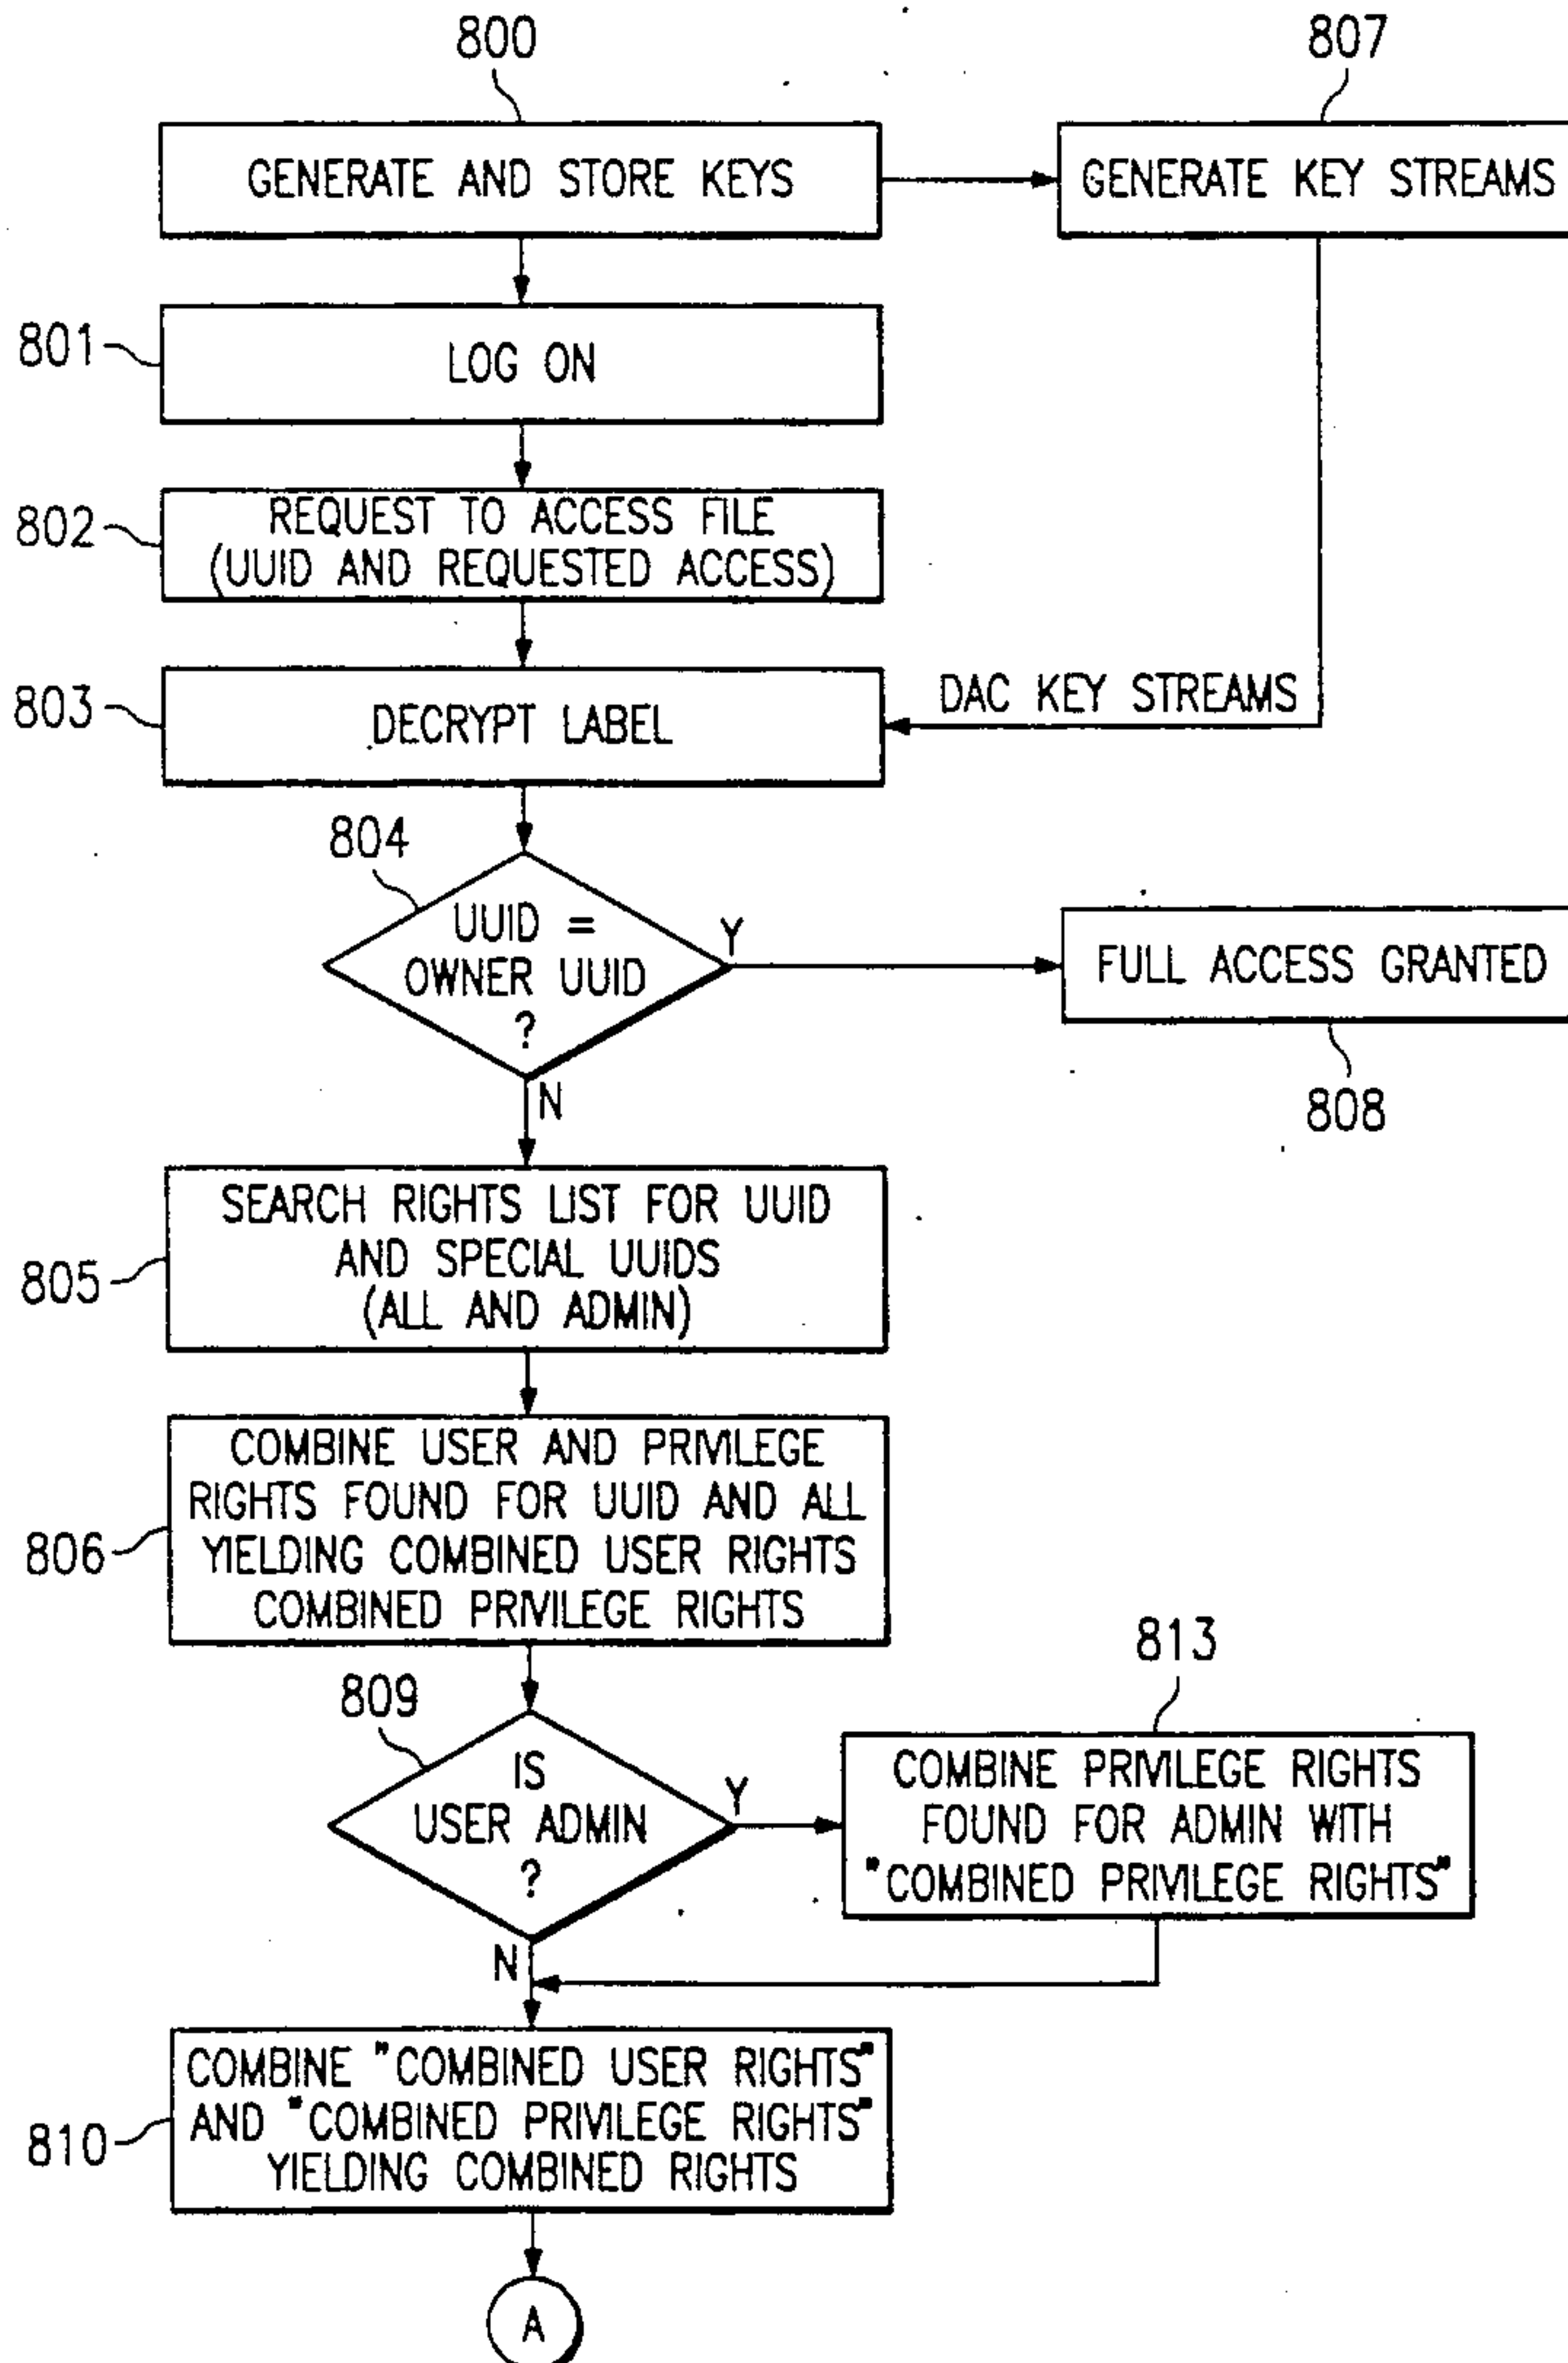 800
807
GENERATE AND STORE KEYS
GENERATE KEY STREAMS
801
LOG ON
802
REQUEST TO ACCESS FILE
(UUID AND REQUESTED ACCESS)
803
DECRYPT LABEL
DAC KEY STREAMS
804
UUID =
OWNER UUID
?
Y
N
FULL ACCESS GRANTED
808
805
SEARCH RIGHTS LIST FOR UUID
AND SPECIAL UUIDS
(ALL AND ADMIN)
806
COMBINE USER AND PRIVILEGE
RIGHTS FOUND FOR UUID AND ALL
YIELDING COMBINED USER RIGHTS
COMBINED PRIVILEGE RIGHTS
809
IS
USER ADMIN
?
Y
N
813
COMBINE PRIVILEGE RIGHTS
FOUND FOR ADMIN WITH
"COMBINED PRIVILEGE RIGHTS"
810
COMBINE "COMBINED USER RIGHTS"
AND "COMBINED PRIVILEGE RIGHTS"
YIELDING COMBINED RIGHTS
A